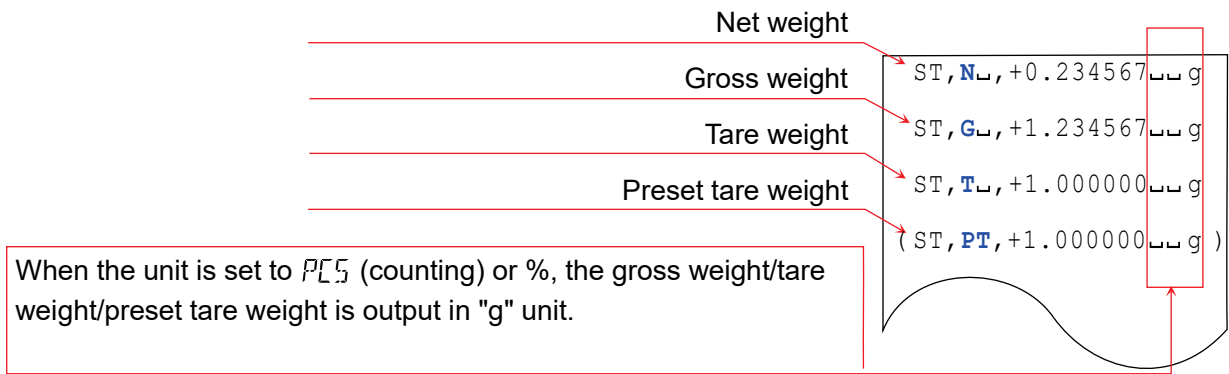 Net weight
ST,N␣,+0.234567␣␣g
Gross weight
ST,G␣,+1.234567␣␣g
Tare weight
ST,T␣,+1.000000␣␣g
Preset tare weight
(ST,PT,+1.000000␣␣g)
When the unit is set to PCS (counting) or %, the gross weight/tare
weight/preset tare weight is output in "g" unit.